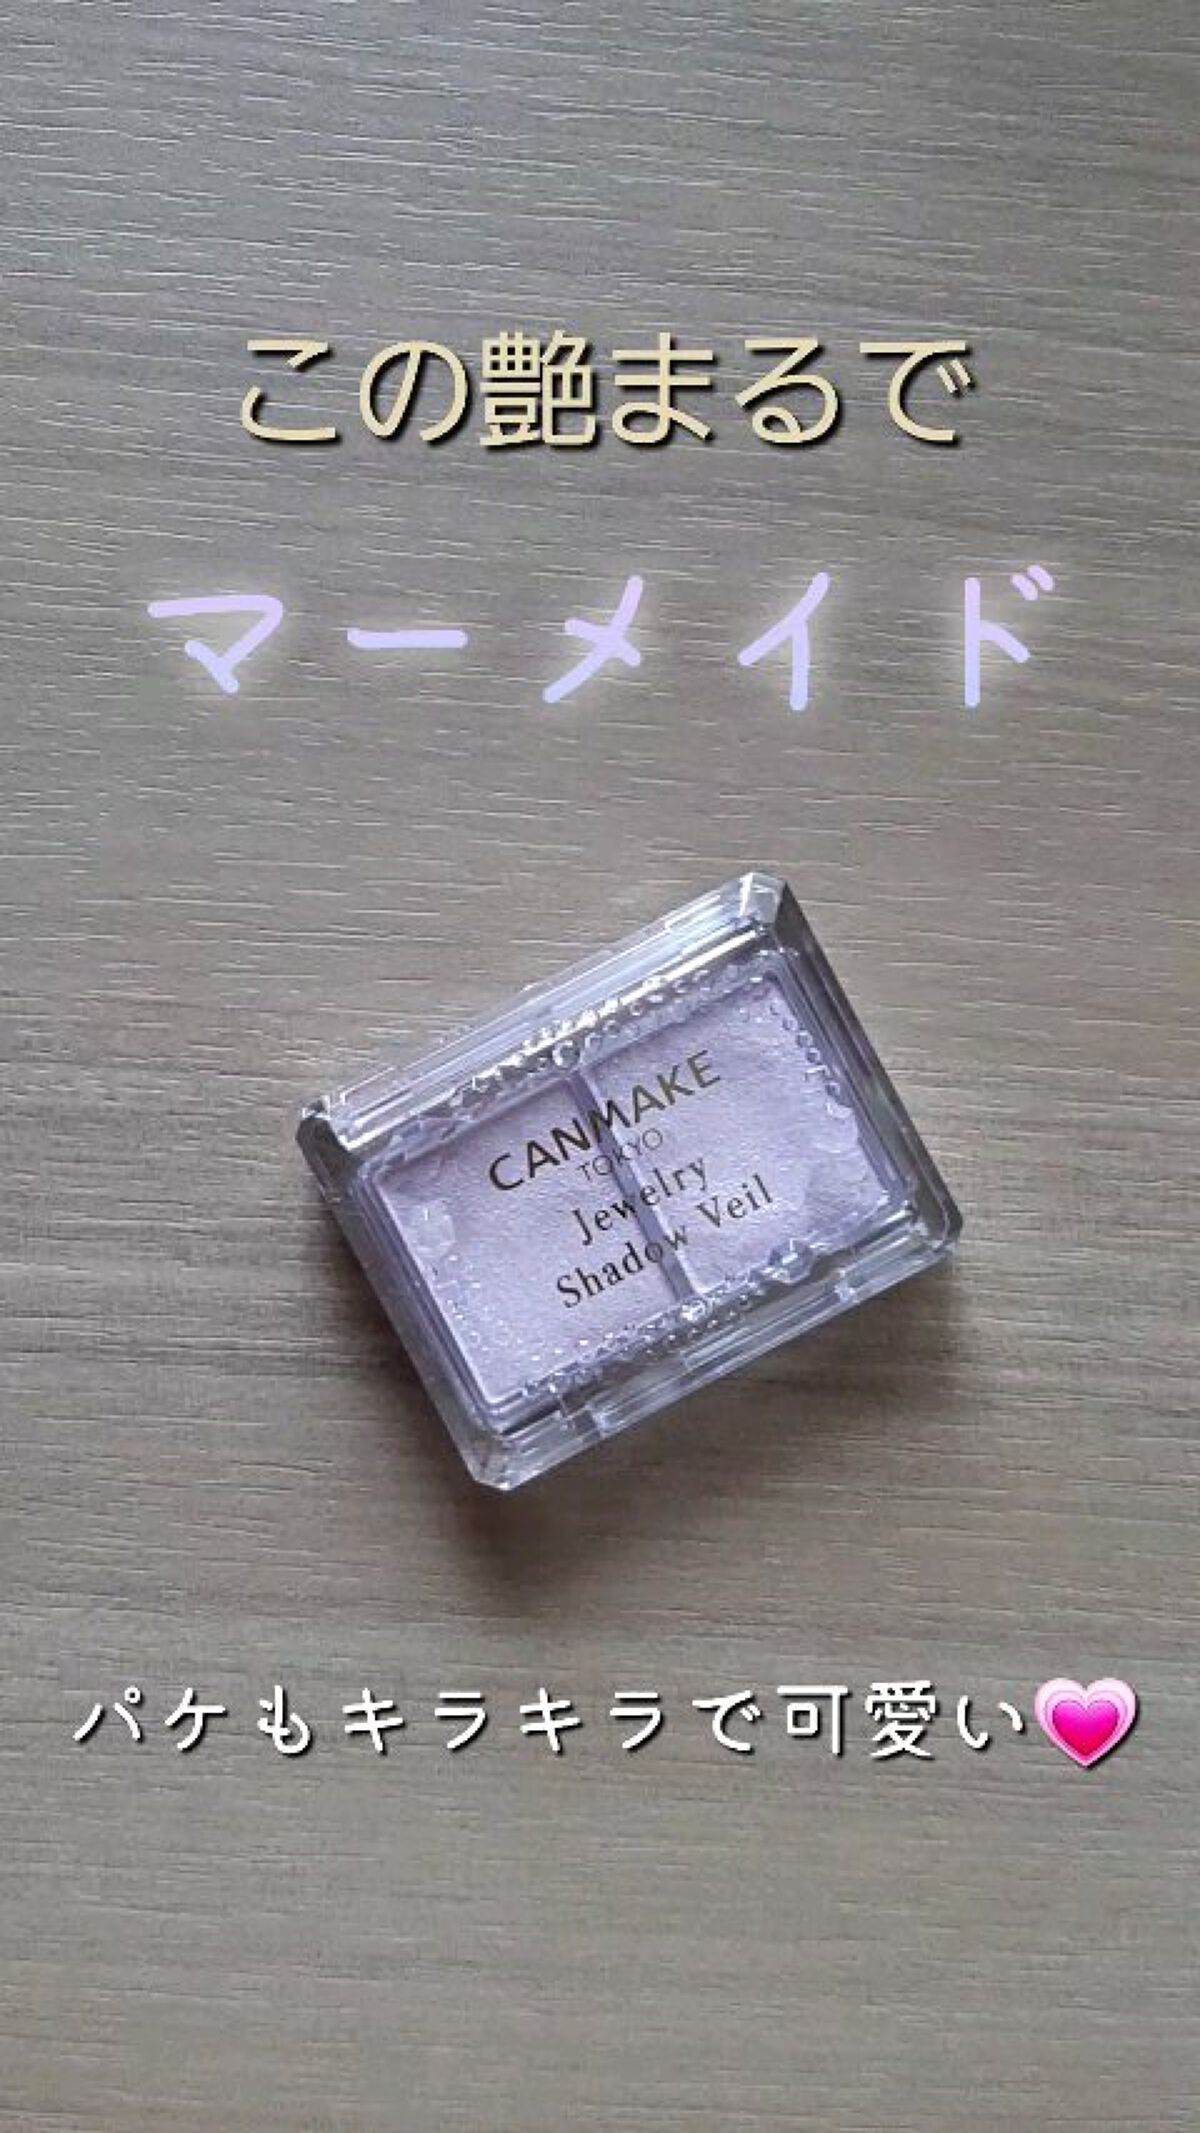 この艶まるで
マーメイド
CANMAKE
TOKYO
Jewelry
Shadow Veil
パケもキラキラで可愛い💗